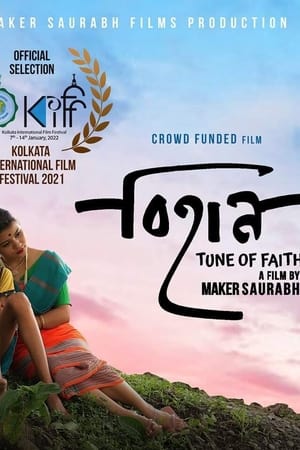 MAKER SAURABH FILMS PRODUCTION
OFFICIAL
SELECTION
KIFF
Kolkata International Film Festival
7th - 14th January, 2022
KOLKATA
INTERNATIONAL FILM
FESTIVAL 2021
CROWD FUNDED FILM
বিহান
TUNE OF FAITH
A FILM BY
MAKER SAURABH